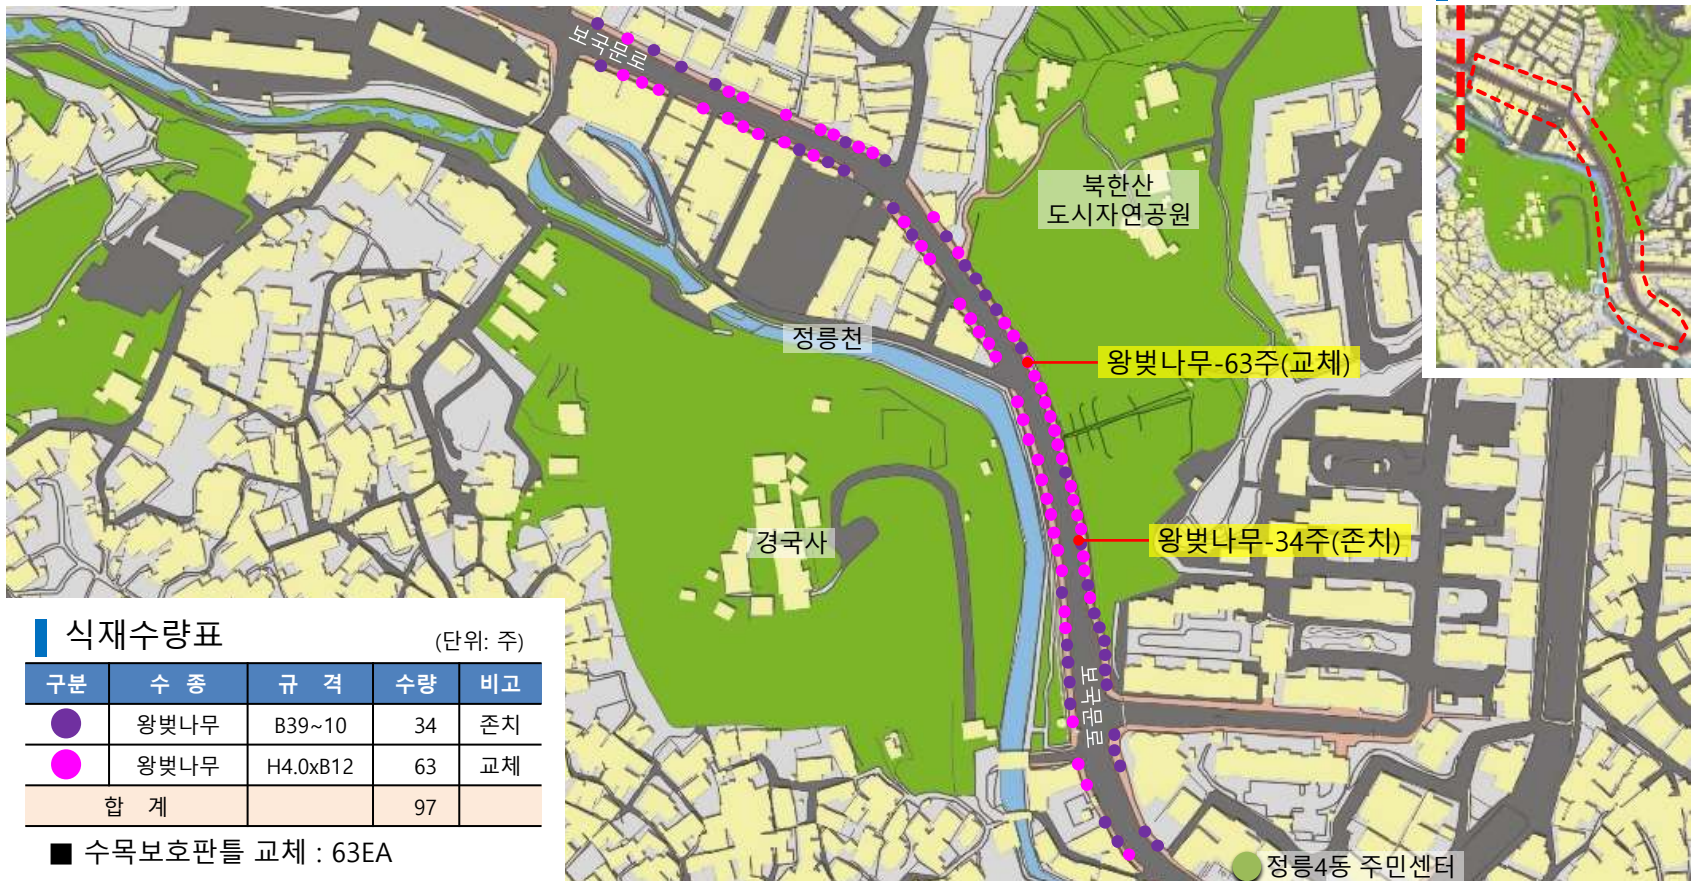 보국문로
북한산
도시자연공원
정릉천
왕벚나무-63주(교체)
왕벚나무-34주(존치)
경국사
보국문로
정릉4동 주민센터
식재수량표
(단위: 주)
구분 수 종 규 격 수량 비고
왕벚나무 B39~10 34 존치
왕벚나무 H4.0xB12 63 교체
합 계 97
■ 수목보호판틀 교체 : 63EA